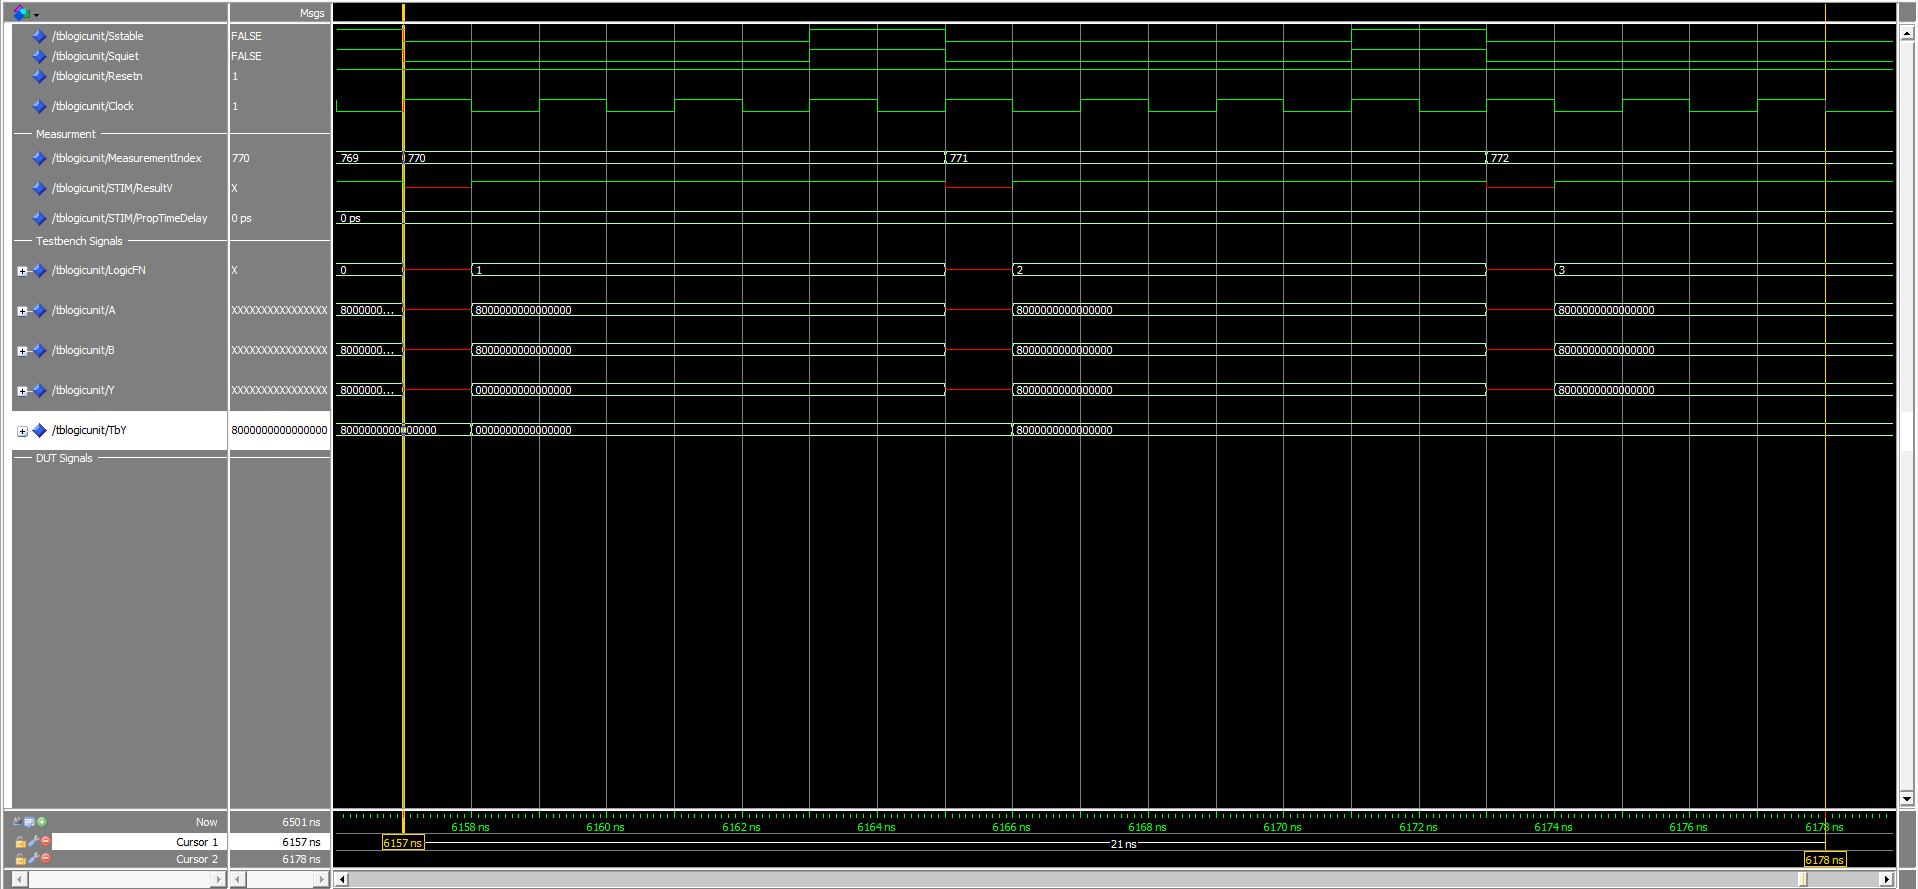 Msgs
/tblogicunit/Sstable FALSE
/tblogicunit/Squiet FALSE
/tblogicunit/Resetn 1
/tblogicunit/Clock 1
Measurment
/tblogicunit/MeasurementIndex 770 769 770 771 772
/tblogicunit/STIM/ResultV X
/tblogicunit/STIM/PropTimeDelay 0 ps 0 ps
Testbench Signals
/tblogicunit/LogicFN X 0 1 2 3
/tblogicunit/A XXXXXXXXXXXXXXXX 8000000... 8000000000000000 8000000000000000 8000000000000000
/tblogicunit/B XXXXXXXXXXXXXXXX 8000000... 8000000000000000 8000000000000000 8000000000000000
/tblogicunit/Y XXXXXXXXXXXXXXXX 8000000... 0000000000000000 8000000000000000 8000000000000000
/tblogicunit/TbY 8000000000000000 8000000000000000 0000000000000000 8000000000000000
DUT Signals
Now 6501 ns 6158 ns 6160 ns 6162 ns 6164 ns 6166 ns 6168 ns 6170 ns 6172 ns 6174 ns 6176 ns 6178 ns
Cursor 1 6157 ns 6157 ns 21 ns
Cursor 2 6178 ns 6178 ns